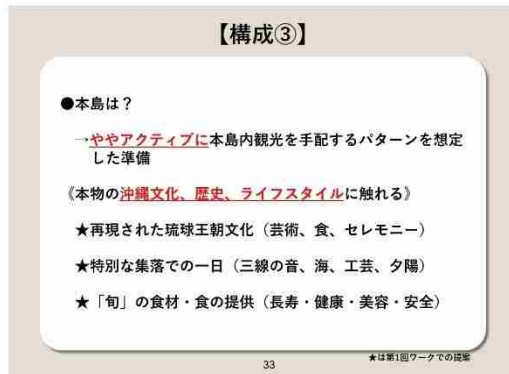 【構成③】
●本島は？
→ややアクティブに本島内観光を手配するパターンを想定
した準備
《本物の沖縄文化、歴史、ライフスタイルに触れる》
★再現された琉球王朝文化（芸術、食、セレモニー）
★特別な集落での一日（三線の音、海、工芸、夕陽）
★「旬」の食材・食の提供（長寿・健康・美容・安全）
★は第1回ワークでの提案
33